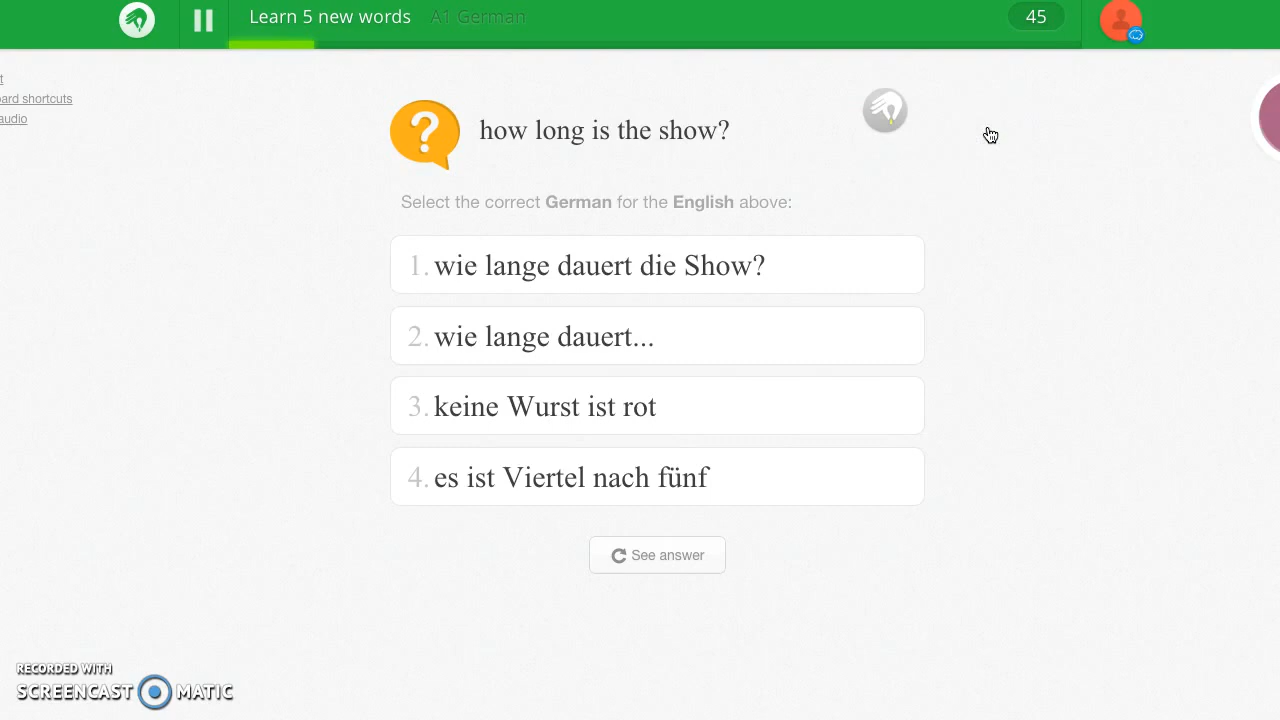 Learn 5 new words A1 German 45
t
ard shortcuts
audio
?
how long is the show?
Select the correct German for the English above:
1. wie lange dauert die Show?
2. wie lange dauert...
3. keine Wurst ist rot
4. es ist Viertel nach fünf
See answer
RECORDED WITH
SCREENCAST MATIC